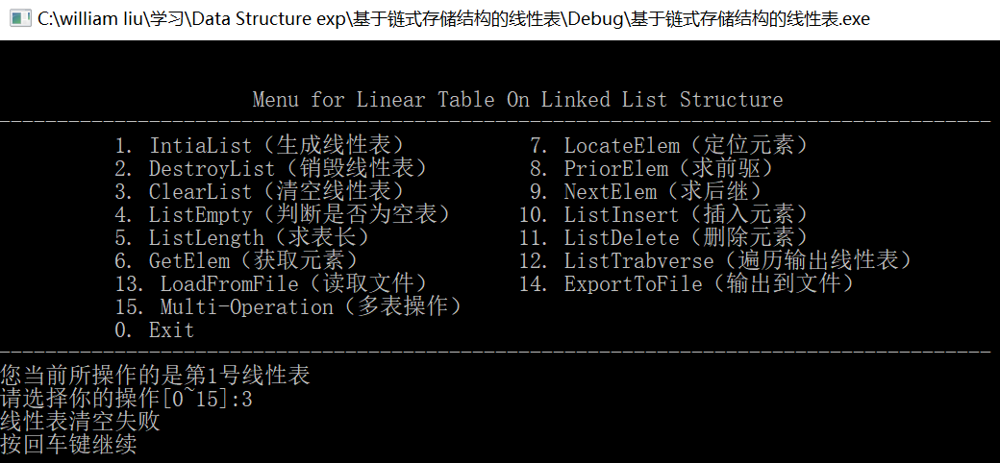 C:\william liu\学习\Data Structure exp\基于链式存储结构的线性表\Debug\基于链式存储结构的线性表.exe
Menu for Linear Table On Linked List Structure
1. IntiaList（生成线性表） 7. LocateElem（定位元素）
2. DestroyList（销毁线性表） 8. PriorElem（求前驱）
3. ClearList（清空线性表） 9. NextElem（求后继）
4. ListEmpty（判断是否为空表） 10. ListInsert（插入元素）
5. ListLength（求表长） 11. ListDelete（删除元素）
6. GetElem（获取元素） 12. ListTrabverse（遍历输出线性表）
13. LoadFromFile（读取文件） 14. ExportToFile（输出到文件）
15. Multi-Operation（多表操作）
0. Exit
您当前所操作的是第1号线性表
请选择你的操作[0~15]:3
线性表清空失败
按回车键继续